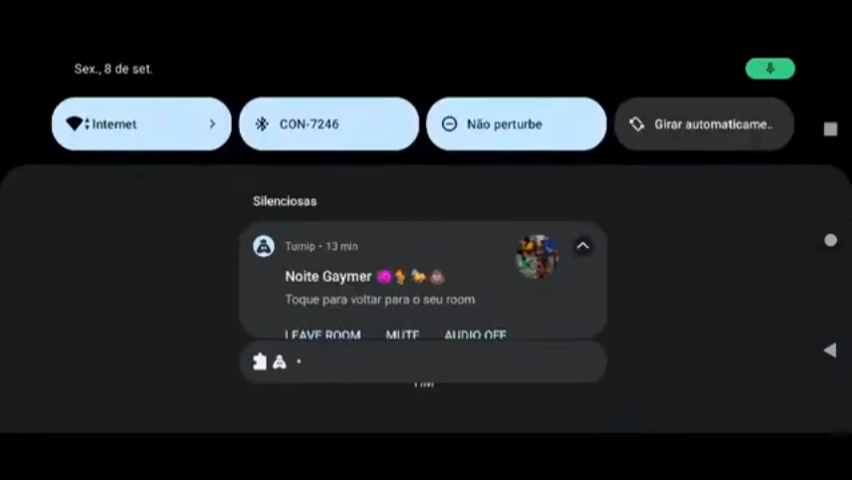 Sex., 8 de set.
Internet
CON-7246
Não perturbe
Girar automaticame..
Silenciosas
Turnip • 13 min
Noite Gaymer 😈💃🐎💩
Toque para voltar para o seu room
LEAVE ROOM MUTE AUDIO OFF
TIM